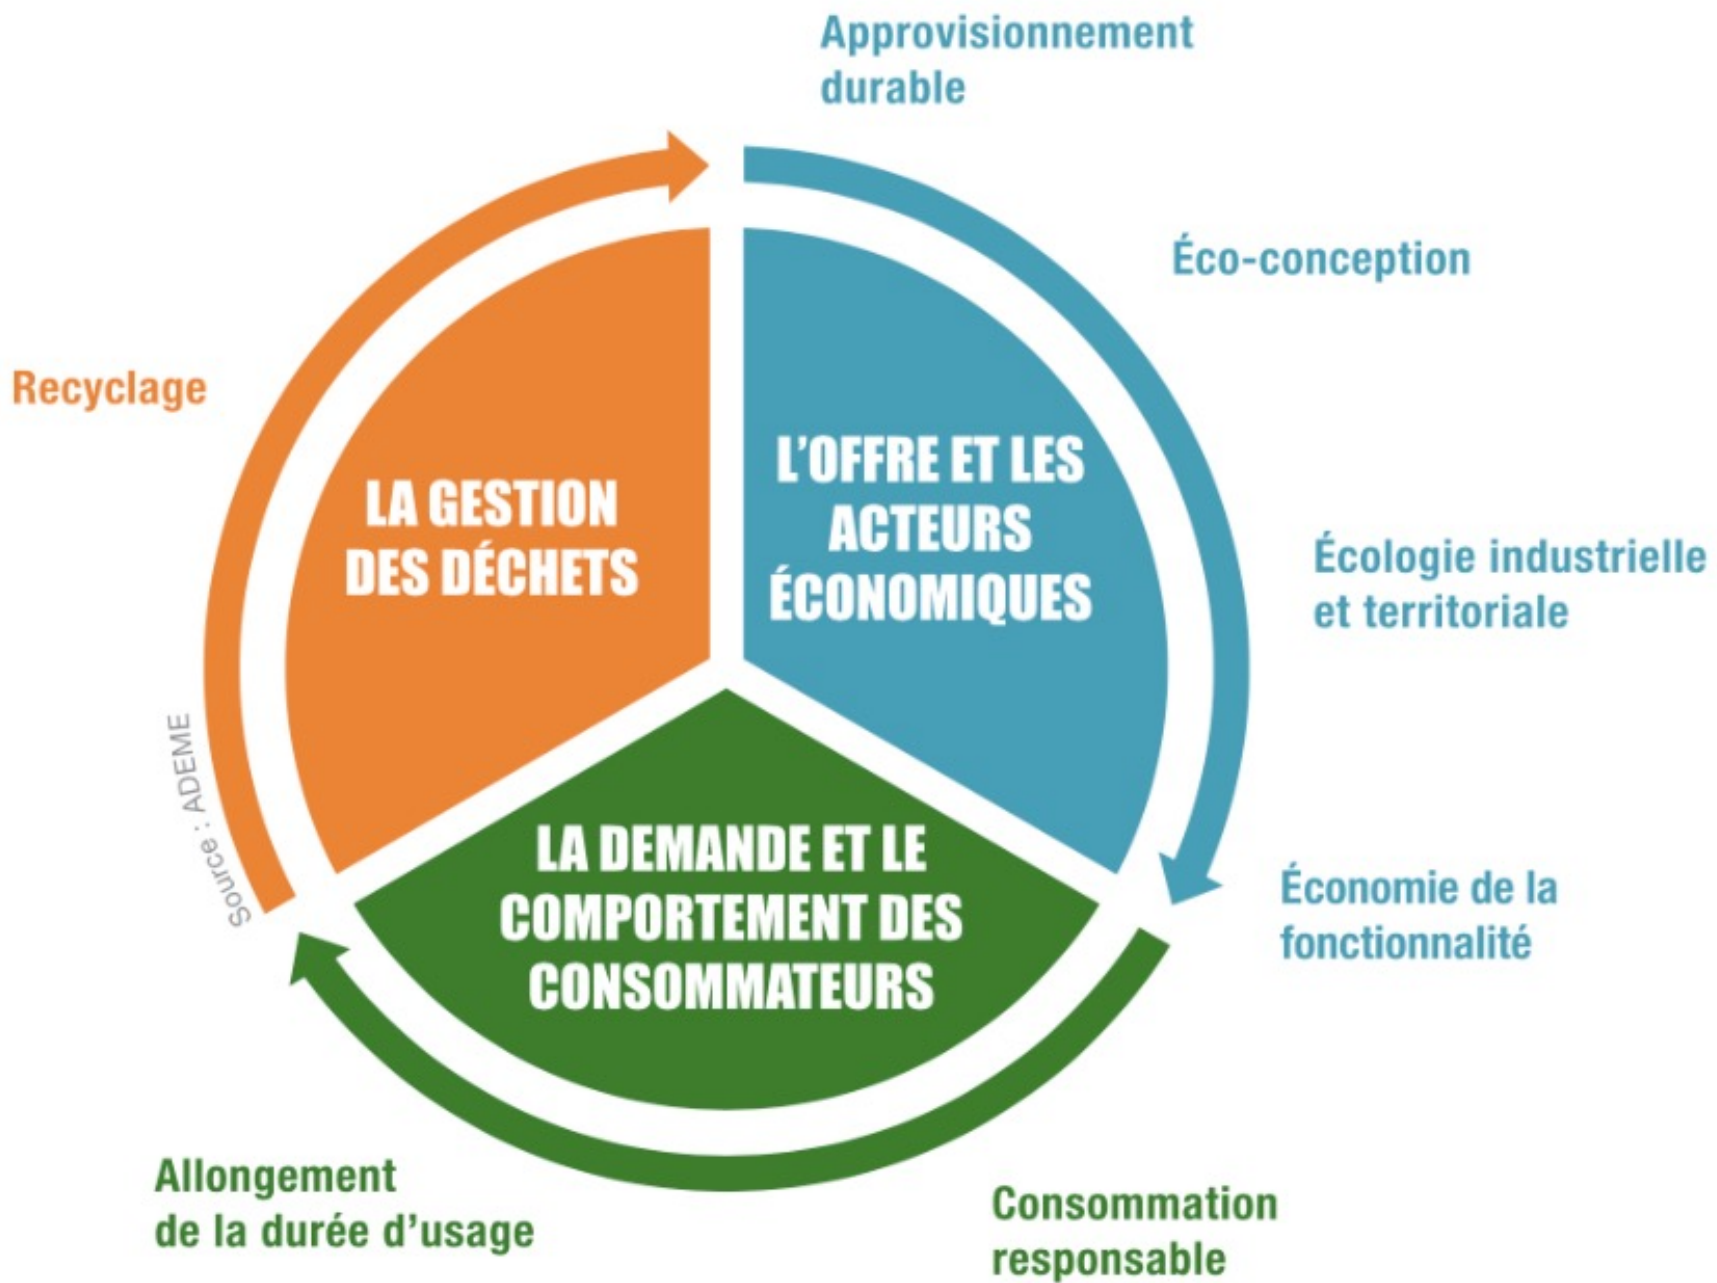 Approvisionnement
durable
Éco-conception
Recyclage
L'OFFRE ET LES
ACTEURS
ÉCONOMIQUES
LA GESTION
DES DÉCHETS
Écologie industrielle
et territoriale
Source : ADEME
LA DEMANDE ET LE
COMPORTEMENT DES
CONSOMMATEURS
Économie de la
fonctionnalité
Allongement
de la durée d'usage
Consommation
responsable